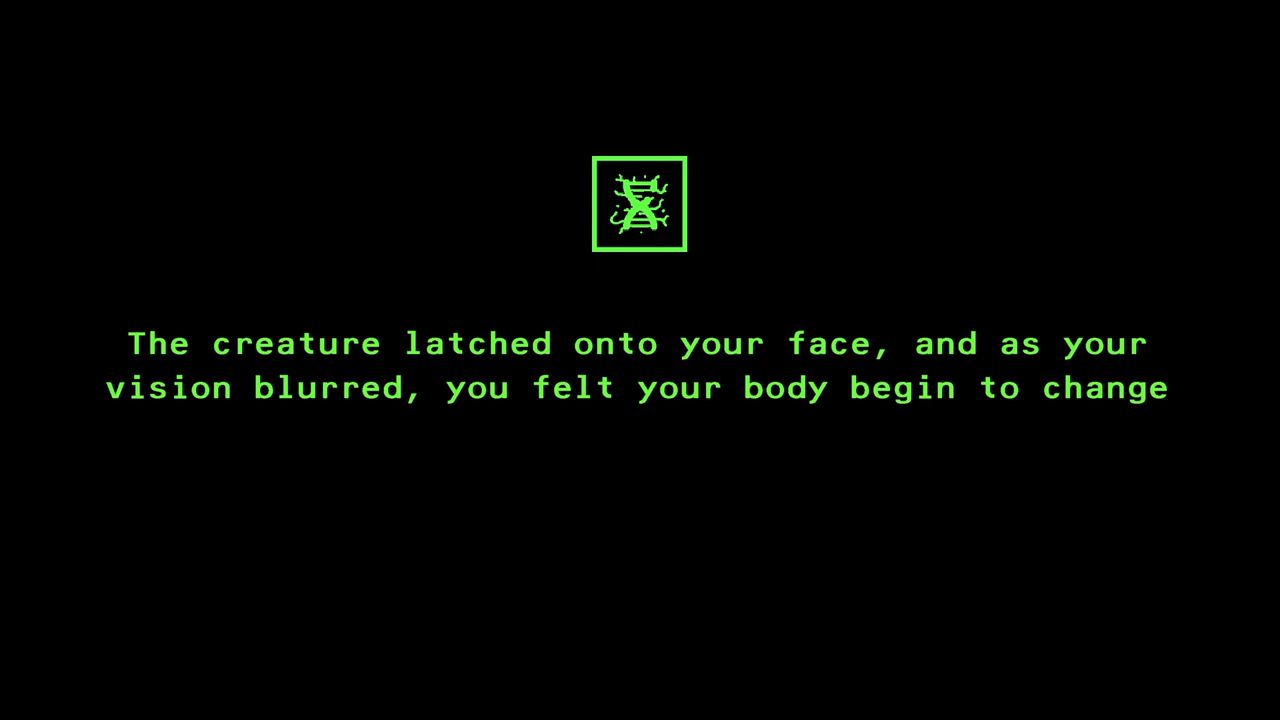 The creature latched onto your face, and as your
vision blurred, you felt your body begin to change